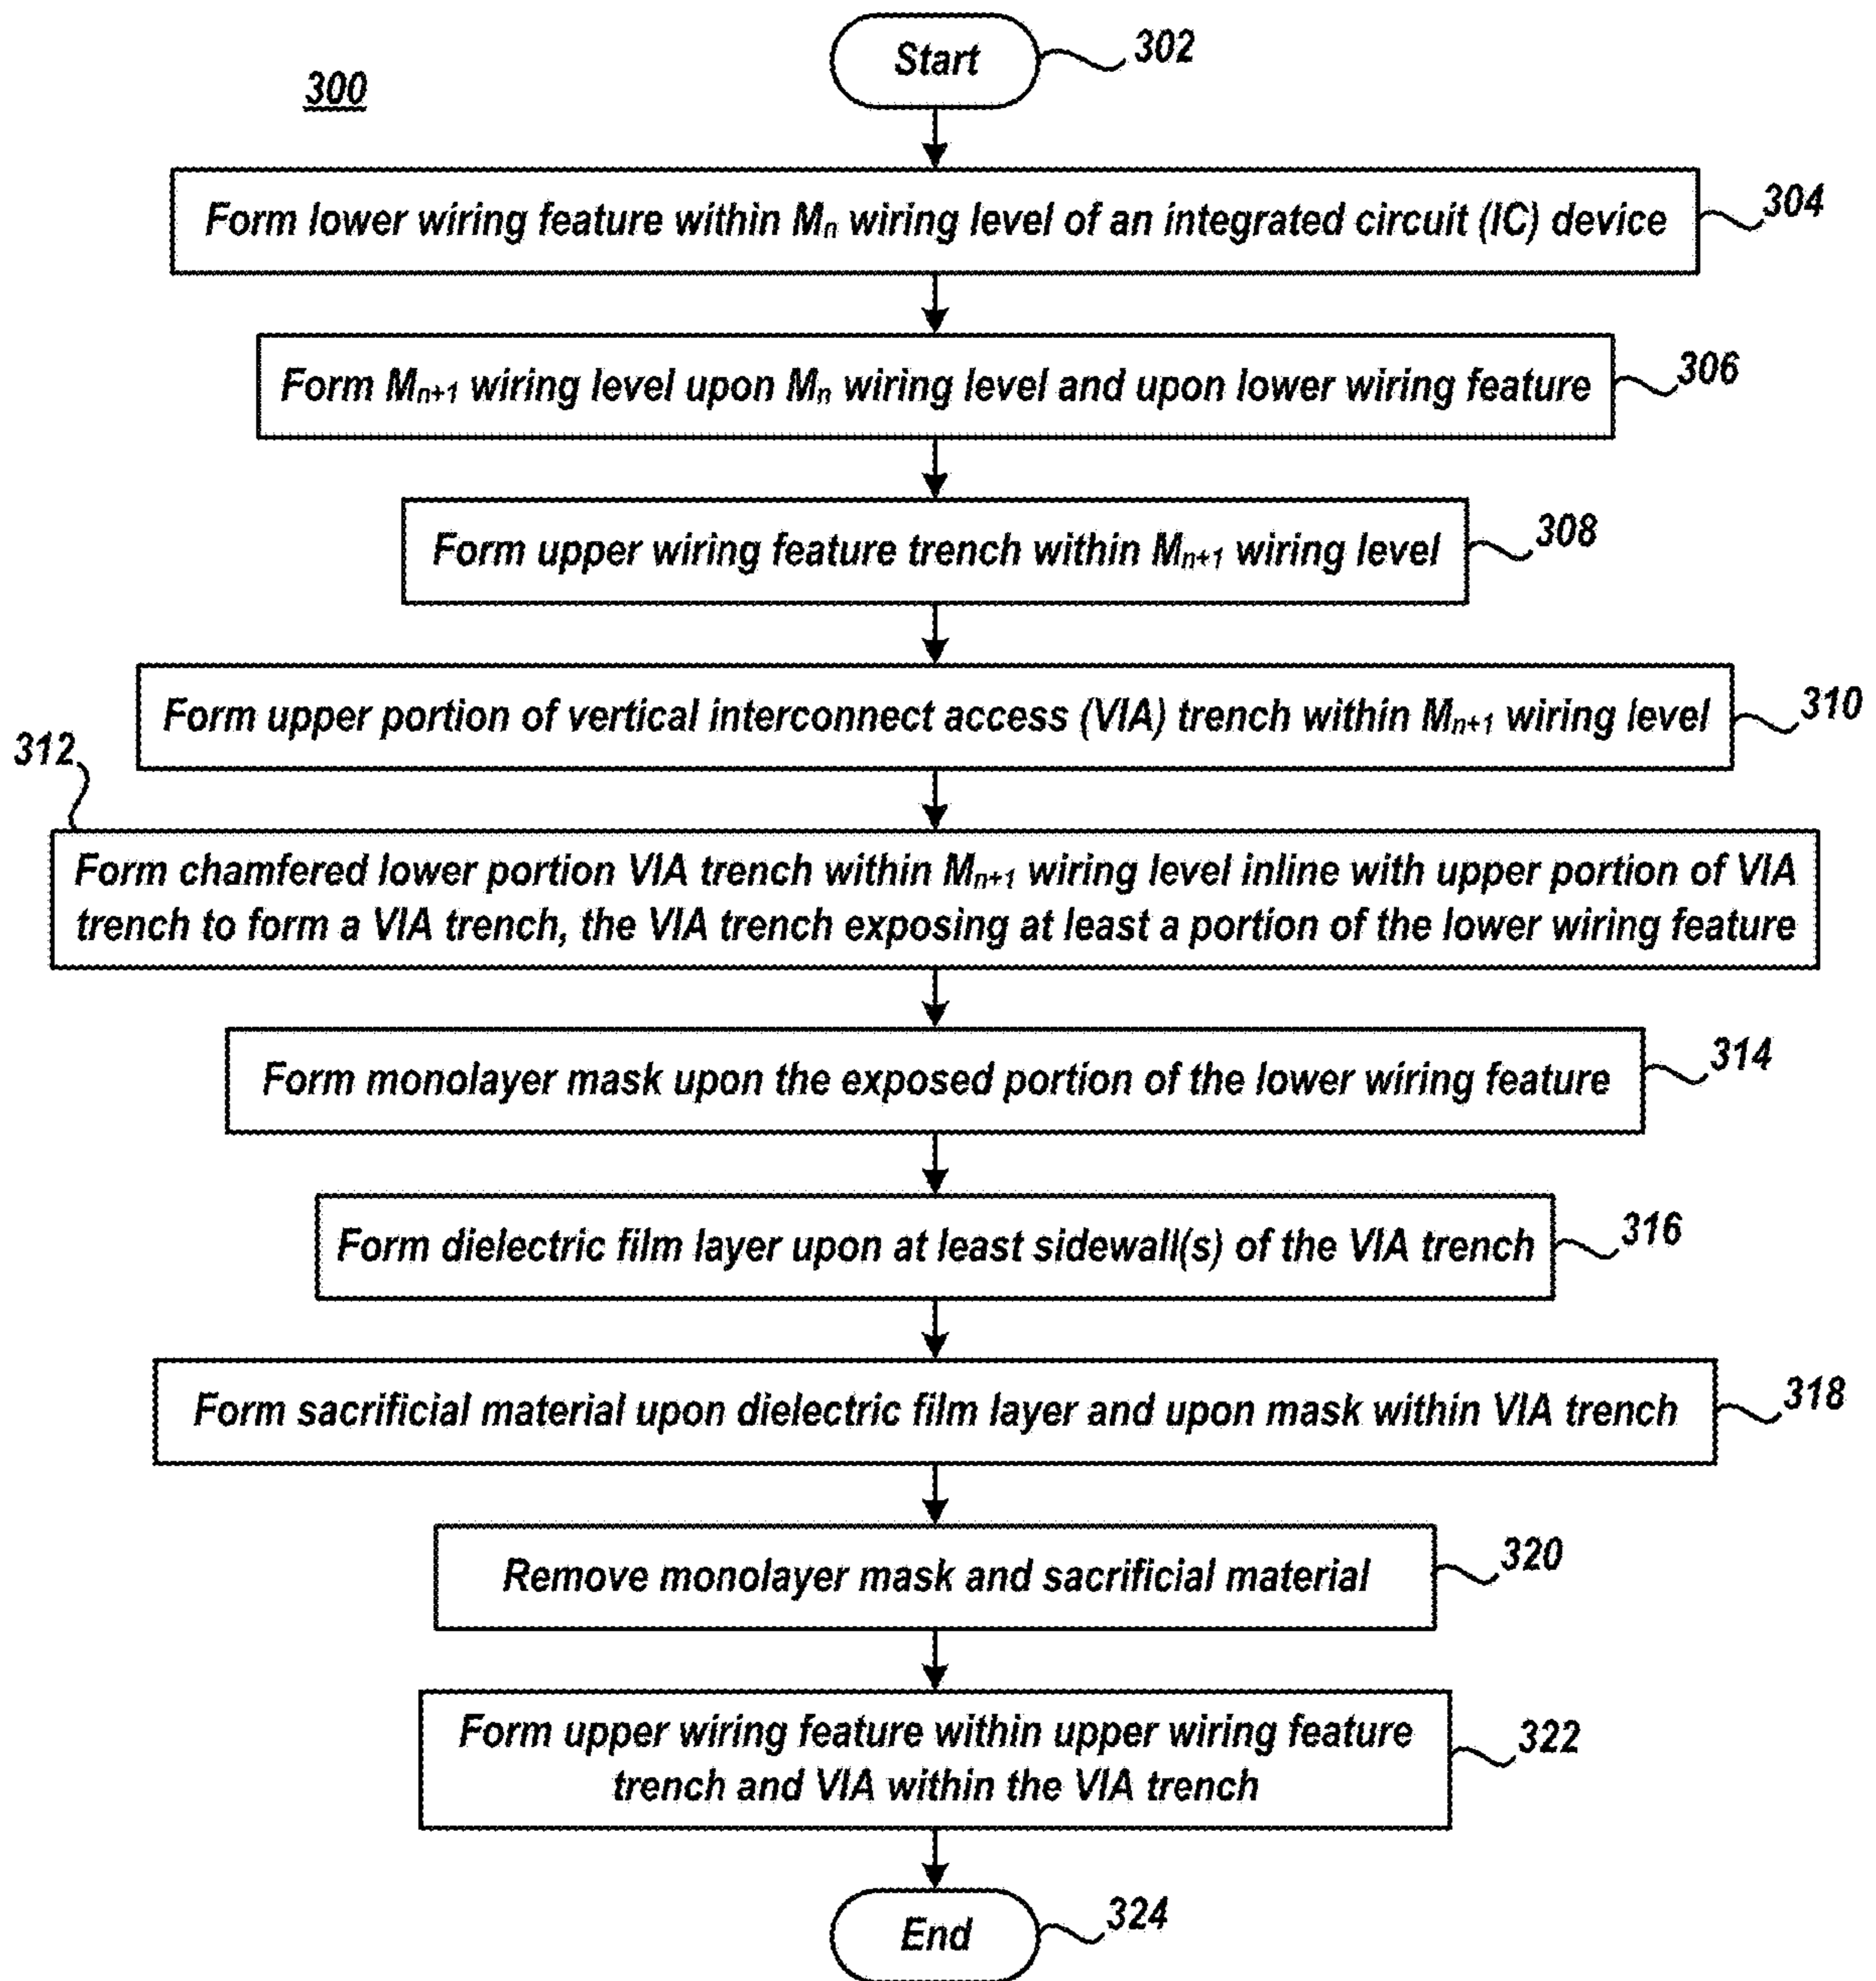 Start
302
300
Form lower wiring feature within Mn wiring level of an integrated circuit (IC) device
304
Form Mn+1 wiring level upon Mn wiring level and upon lower wiring feature
306
Form upper wiring feature trench within Mn+1 wiring level
308
Form upper portion of vertical interconnect access (VIA) trench within Mn+1 wiring level
310
312
Form chamfered lower portion VIA trench within Mn+1 wiring level inline with upper portion of VIA
trench to form a VIA trench, the VIA trench exposing at least a portion of the lower wiring feature
Form monolayer mask upon the exposed portion of the lower wiring feature
314
Form dielectric film layer upon at least sidewall(s) of the VIA trench
316
Form sacrificial material upon dielectric film layer and upon mask within VIA trench
318
Remove monolayer mask and sacrificial material
320
Form upper wiring feature within upper wiring feature
trench and VIA within the VIA trench
322
End
324